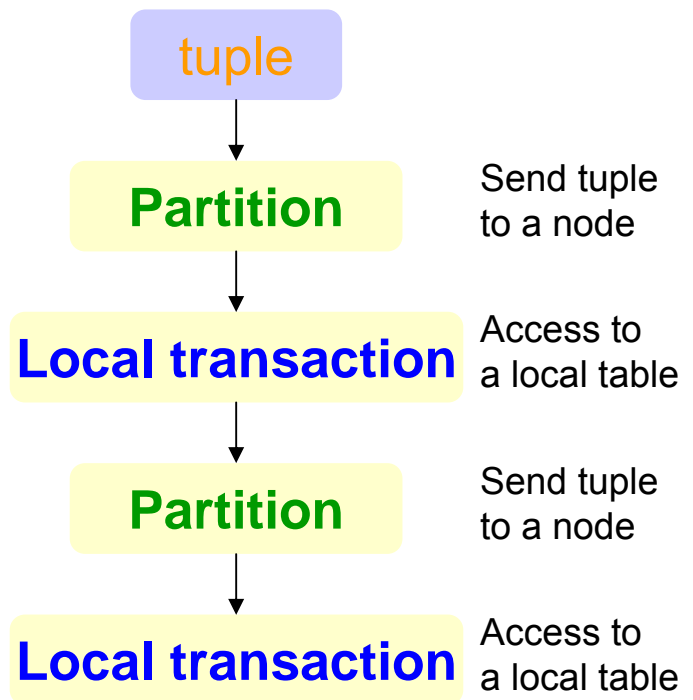 tuple
Partition
Send tuple
to a node
Local transaction
Access to
a local table
Partition
Send tuple
to a node
Local transaction
Access to
a local table